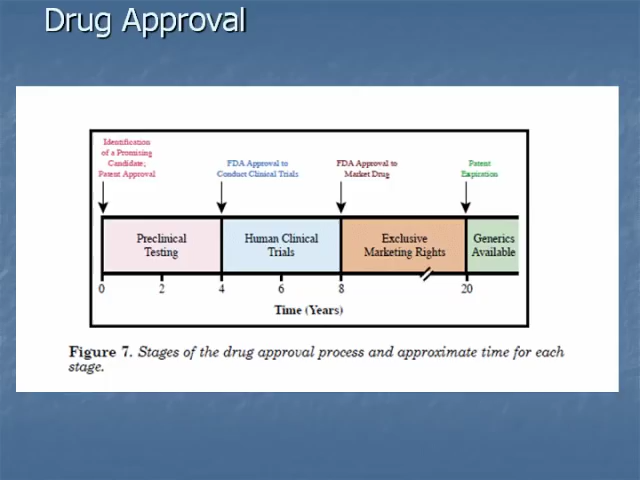 Drug Approval
Identification
of a Promising
Candidate;
Patent Approval
FDA Approval to
Conduct Clinical Trials
FDA Approval to
Market Drug
Patent
Expiration
Preclinical
Testing
Human Clinical
Trials
Exclusive
Marketing Rights
Generics
Available
0 2 4 6 8 20
Time (Years)
Figure 7. Stages of the drug approval process and approximate time for each
stage.